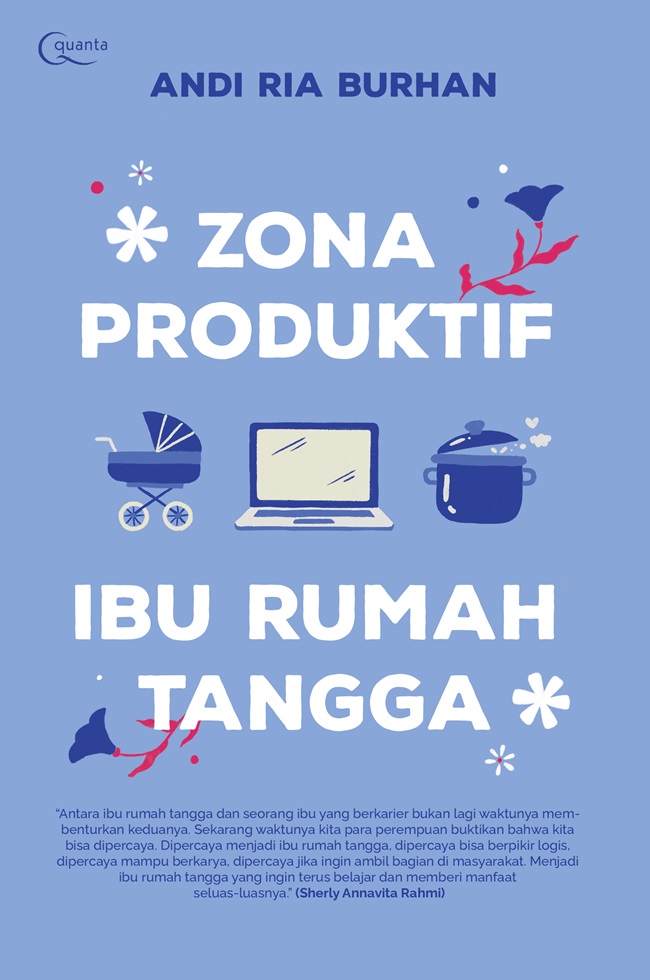 quanta
ANDI RIA BURHAN
ZONA
PRODUKTIF
IBU RUMAH
TANGGA
“Antara ibu rumah tangga dan seorang ibu yang berkarier bukan lagi waktunya mem-
benturkan keduanya. Sekarang waktunya kita para perempuan buktikan bahwa kita
bisa dipercaya. Dipercaya menjadi ibu rumah tangga, dipercaya bisa berpikir logis,
dipercaya mampu berkarya, dipercaya jika ingin ambil bagian di masyarakat. Menjadi
ibu rumah tangga yang ingin terus belajar dan memberi manfaat
seluas-luasnya.” (Sherly Annavita Rahmi)